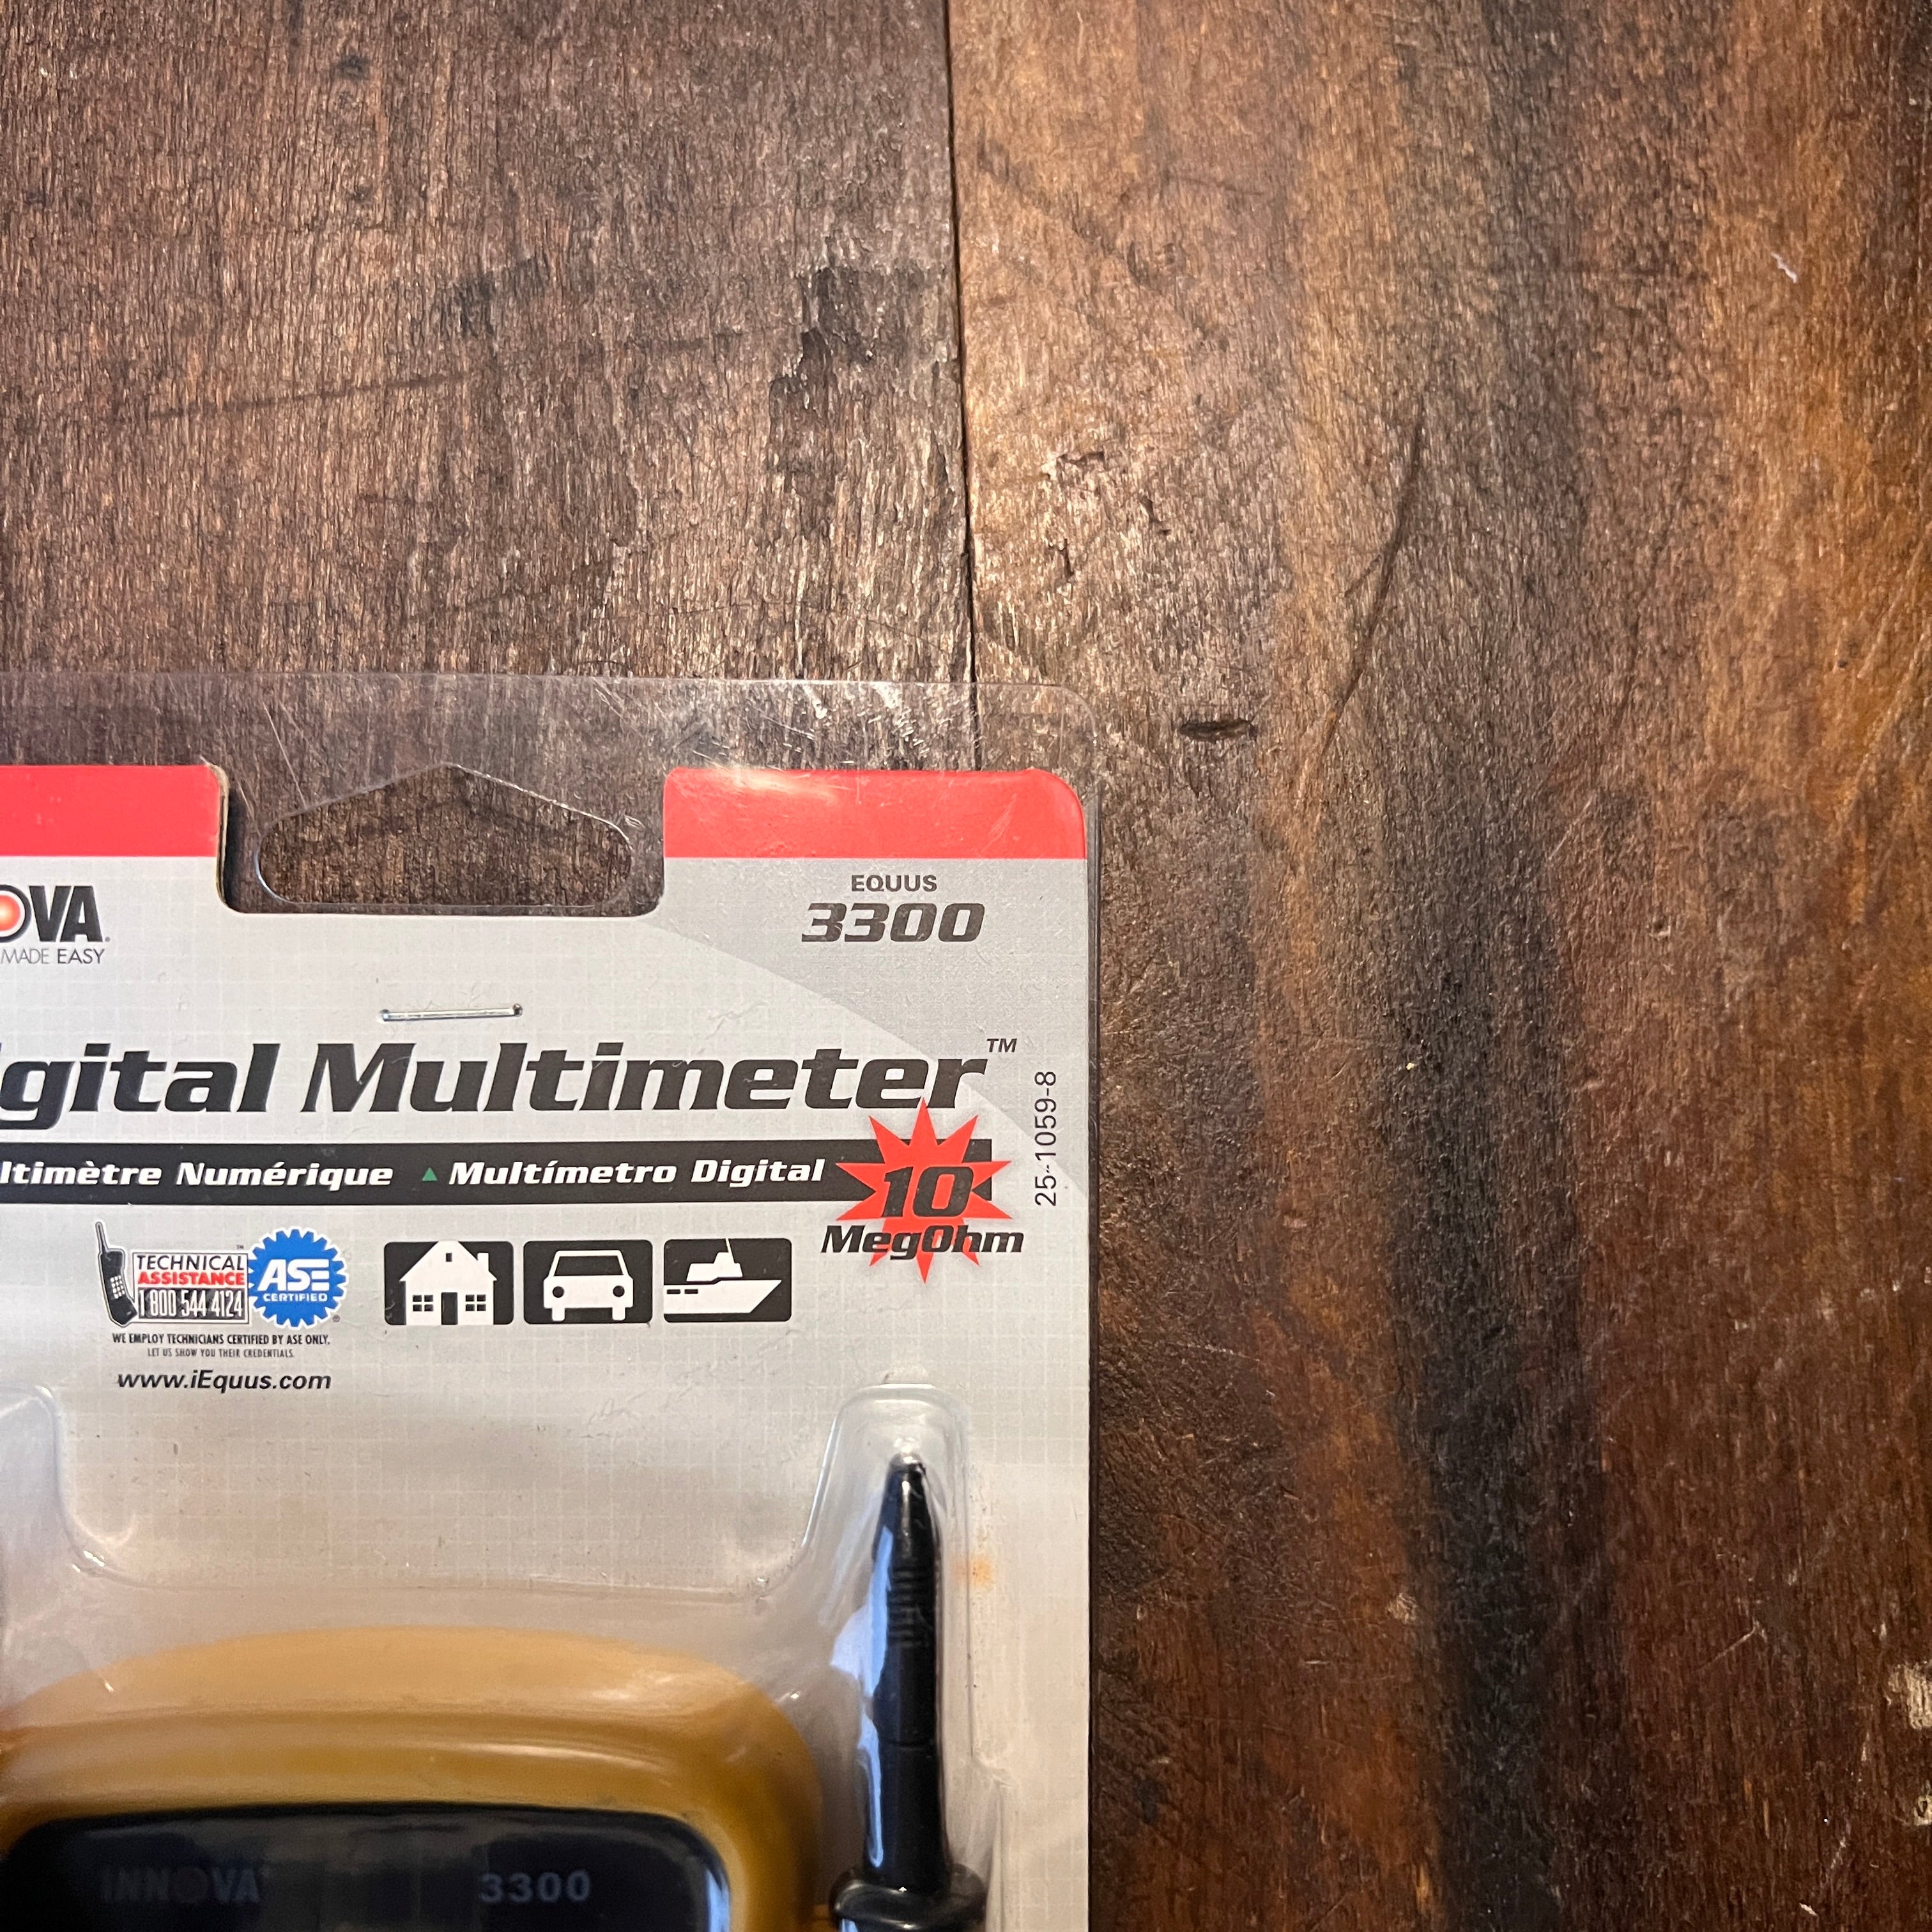 OVA
MADE EASY
EQUUS
3300
gital Multimeter™
ltimètre Numérique ▲ Multímetro Digital
10
MegOhm
25-1059-8
TECHNICAL
ASSISTANCE
1 800 544 4124
ASE
CERTIFIED
WE EMPLOY TECHNICIANS CERTIFIED BY ASE ONLY.
LET US SHOW YOU THEIR CREDENTIALS.
www.iEquus.com
INNOVA 3300